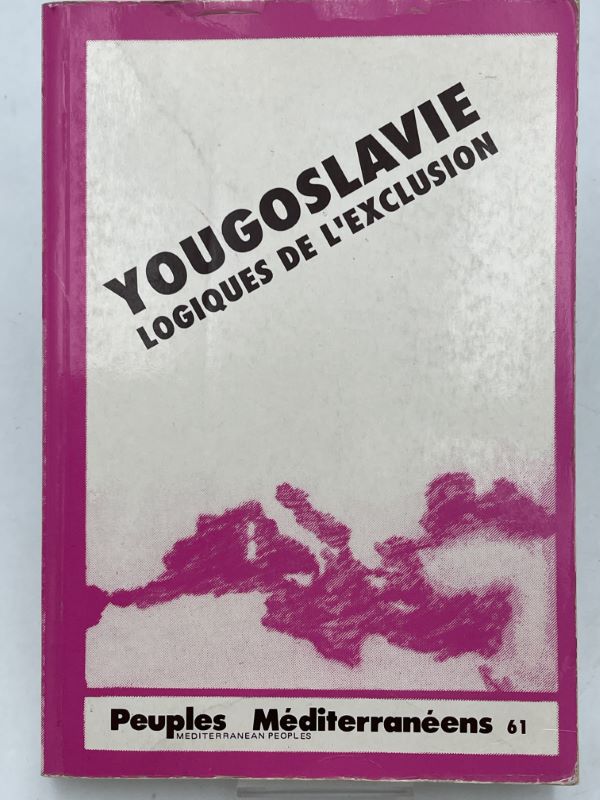 YOUGOSLAVIE
LOGIQUES DE L'EXCLUSION
Peuples Méditerranéens 61
MEDITERRANEAN PEOPLES